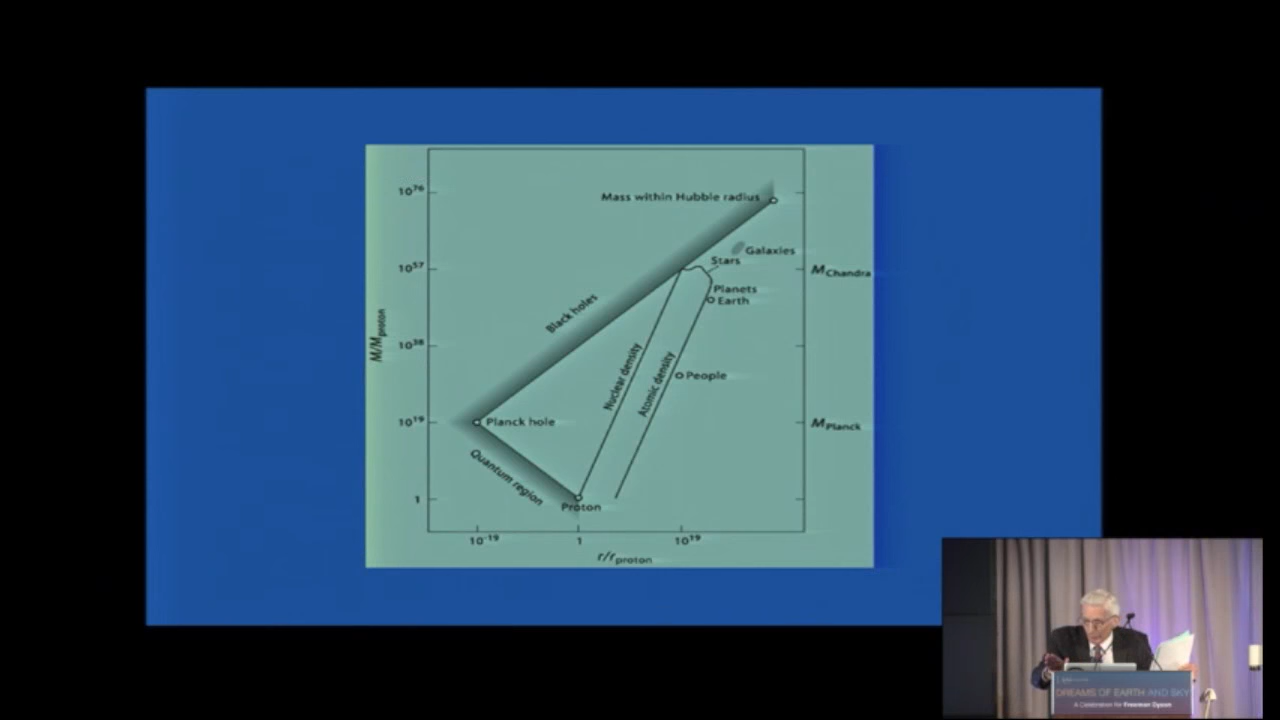 10^76
Mass within Hubble radius
Galaxies
Stars
10^57
M_Chandra
Planets
Earth
Black holes
M/M_proton
10^38
Nuclear density
Atomic density
People
10^19
Planck hole
M_Planck
Quantum region
1
Proton
10^-19
1
10^19
r/r_proton
DREAMS OF EARTH AND SKY
A Celebration for Freeman Dyson